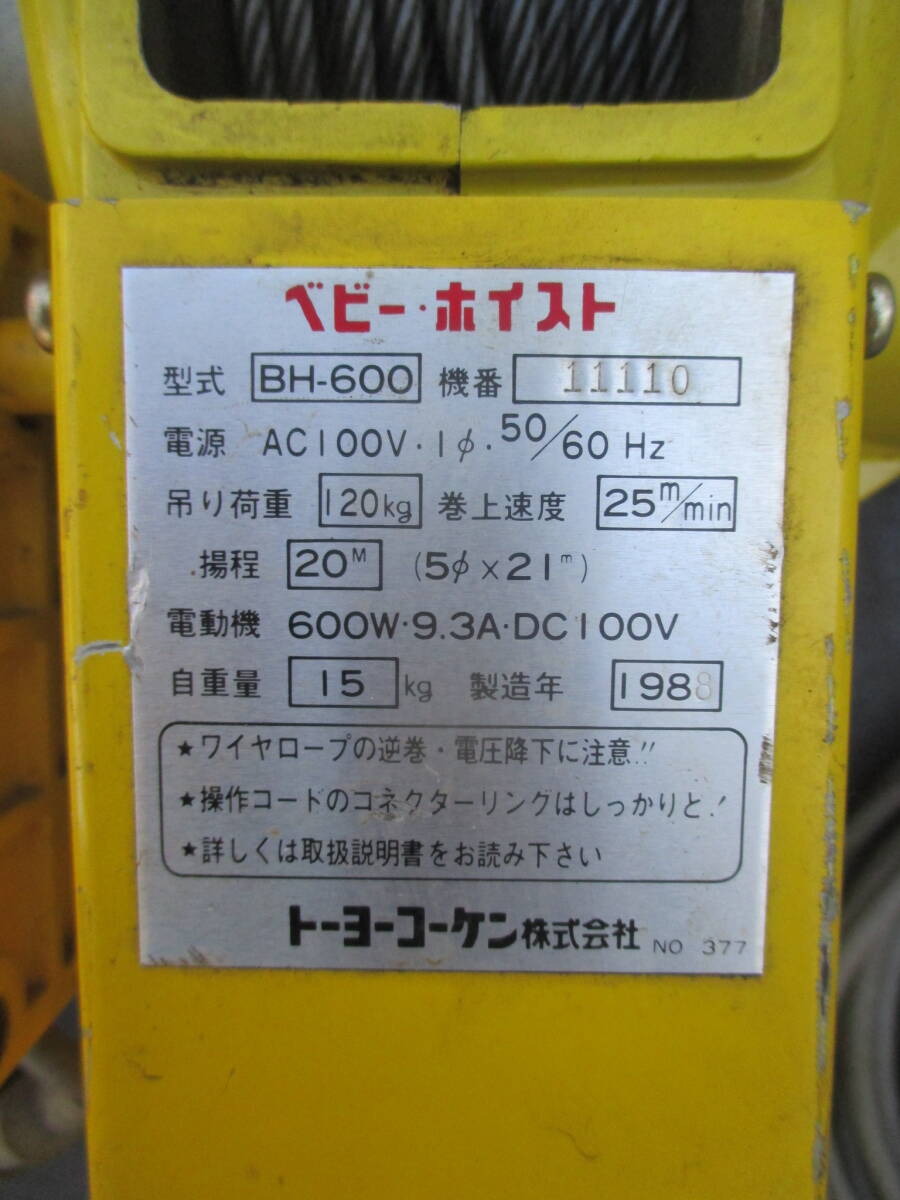 ベビー・ホイスト
型式 BH-600 機番 11110
電源 AC100V・1φ・50/60 Hz
吊り荷重 120kg 巻上速度 25m/min
揚程 20M (5φ×21m)
電動機 600W・9.3A・DC100V
自重量 15 kg 製造年 1988
★ワイヤロープの逆巻・電圧降下に注意!!
★操作コードのコネクターリングはしっかりと!
★詳しくは取扱説明書をお読み下さい
トーヨーコーケン株式会社 NO 377